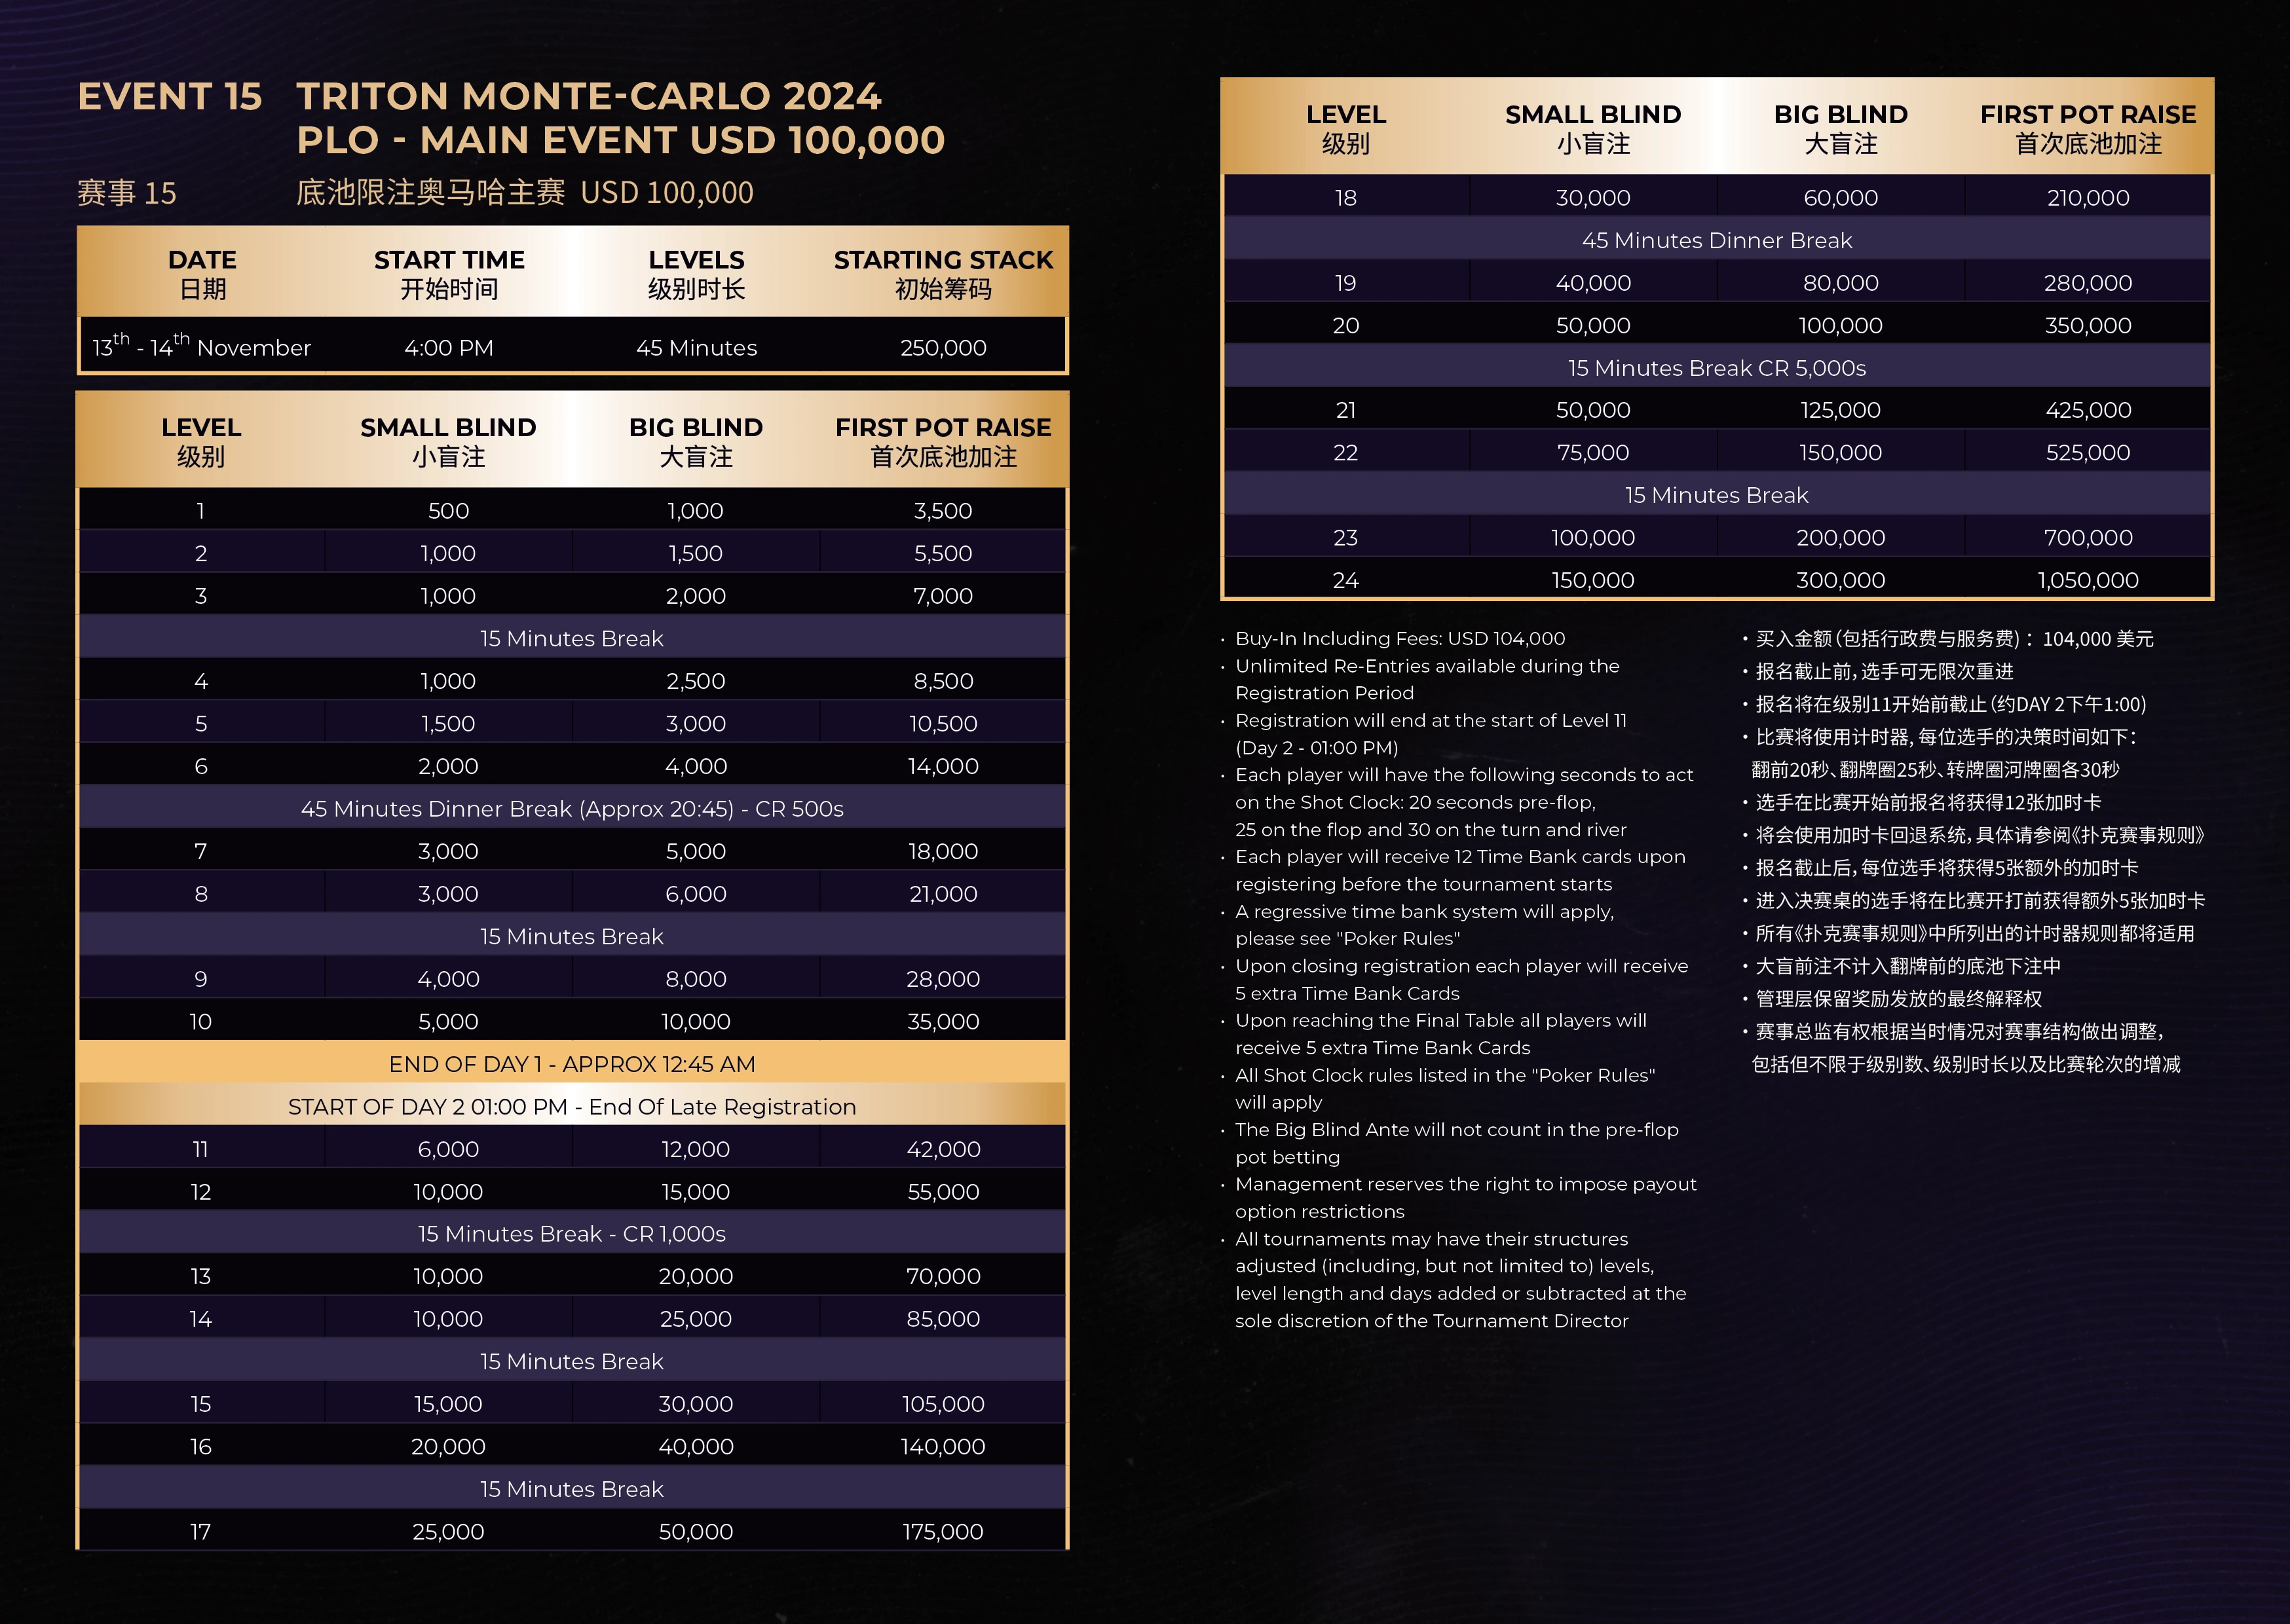 EVENT 15 TRITON MONTE-CARLO 2024
PLO - MAIN EVENT USD 100,000
赛事 15 底池限注奥马哈主赛 USD 100,000
DATE START TIME LEVELS STARTING STACK
日期 开始时间 级别时长 初始筹码
13th - 14th November 4:00 PM 45 Minutes 250,000
LEVEL SMALL BLIND BIG BLIND FIRST POT RAISE
级别 小盲注 大盲注 首次底池加注
1 500 1,000 3,500
2 1,000 1,500 5,500
3 1,000 2,000 7,000
15 Minutes Break
4 1,000 2,500 8,500
5 1,500 3,000 10,500
6 2,000 4,000 14,000
45 Minutes Dinner Break (Approx 20:45) - CR 500s
7 3,000 5,000 18,000
8 3,000 6,000 21,000
15 Minutes Break
9 4,000 8,000 28,000
10 5,000 10,000 35,000
END OF DAY 1 - APPROX 12:45 AM
START OF DAY 2 01:00 PM - End Of Late Registration
11 6,000 12,000 42,000
12 10,000 15,000 55,000
15 Minutes Break - CR 1,000s
13 10,000 20,000 70,000
14 10,000 25,000 85,000
15 Minutes Break
15 15,000 30,000 105,000
16 20,000 40,000 140,000
15 Minutes Break
17 25,000 50,000 175,000
LEVEL SMALL BLIND BIG BLIND FIRST POT RAISE
级别 小盲注 大盲注 首次底池加注
18 30,000 60,000 210,000
45 Minutes Dinner Break
19 40,000 80,000 280,000
20 50,000 100,000 350,000
15 Minutes Break CR 5,000s
21 50,000 125,000 425,000
22 75,000 150,000 525,000
15 Minutes Break
23 100,000 200,000 700,000
24 150,000 300,000 1,050,000
· Buy-In Including Fees: USD 104,000
· Unlimited Re-Entries available during the
Registration Period
· Registration will end at the start of Level 11
(Day 2 - 01:00 PM)
· Each player will have the following seconds to act
on the Shot Clock: 20 seconds pre-flop,
25 on the flop and 30 on the turn and river
· Each player will receive 12 Time Bank cards upon
registering before the tournament starts
· A regressive time bank system will apply,
please see "Poker Rules"
· Upon closing registration each player will receive
5 extra Time Bank Cards
· Upon reaching the Final Table all players will
receive 5 extra Time Bank Cards
· All Shot Clock rules listed in the "Poker Rules"
will apply
· The Big Blind Ante will not count in the pre-flop
pot betting
· Management reserves the right to impose payout
option restrictions
· All tournaments may have their structures
adjusted (including, but not limited to) levels,
level length and days added or subtracted at the
sole discretion of the Tournament Director
· 买入金额（包括行政费与服务费）：104,000 美元
· 报名截止前，选手可无限次重进
· 报名将在级别11开始前截止（约DAY 2下午1:00)
· 比赛将使用计时器，每位选手的决策时间如下：
翻前20秒、翻牌圈25秒、转牌圈河牌圈各30秒
· 选手在比赛开始前报名将获得12张加时卡
· 将会使用加时卡回退系统，具体请参阅《扑克赛事规则》
· 报名截止后，每位选手将获得5张额外的加时卡
· 进入决赛桌的选手将在比赛开打前获得额外5张加时卡
· 所有《扑克赛事规则》中所列出的计时器规则都将适用
· 大盲前注不计入翻牌前的底池下注中
· 管理层保留奖励发放的最终解释权
· 赛事总监有权根据当时情况对赛事结构做出调整，
包括但不限于级别数、级别时长以及比赛轮次的增减